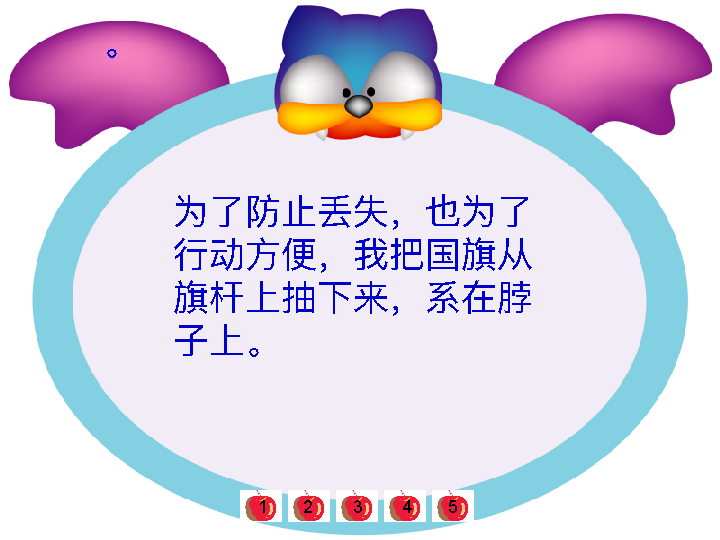 。
为了防止丢失，也为了
行动方便，我把国旗从
旗杆上抽下来，系在脖
子上。
1 2 3 4 5